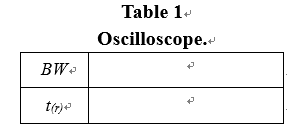 Table 1
Oscilloscope.
BW
t(r)